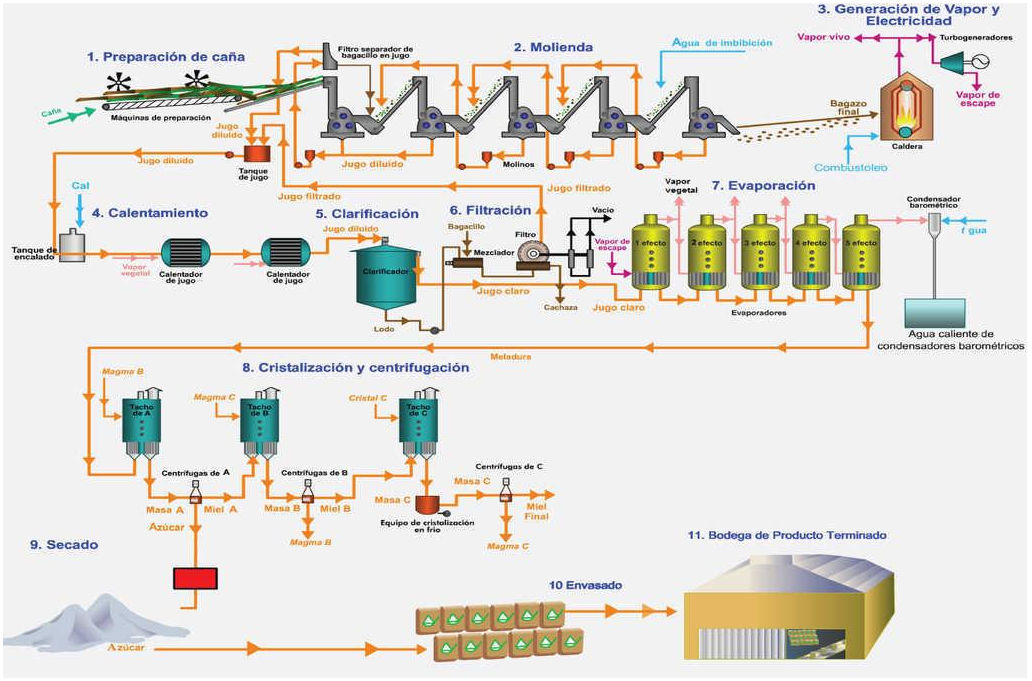 3. Generación de Vapor y
Electricidad
1. Preparación de caña
Filtro separador de
bagacillo en jugo
2. Molienda
Agua de imbibición
Vapor vivo
Turbogeneradores
Vapor de
escape
Caña
Máquinas de preparación
Bagazo
final
Caldera
Combustoleo
Jugo
diluido
Jugo diluido
Tanque
de jugo
Jugo diluido
Molinos
Jugo filtrado
Jugo filtrado
Cal
4. Calentamiento
5. Clarificación
Jugo diluido
6. Filtración
Bagacillo
Filtro
Mezclador
Vacio
Vapor
vegetal
7. Evaporación
Condensador
barométrico
Tanque de
encalado
Vapor
vegetal
Calentador
de jugo
Calentador
de jugo
Clarificador
Vapor de
escape
1 efecto
2 efecto
3 efecto
4 efecto
5 efecto
f gua
Jugo claro
Cachaza
Jugo claro
Lodo
Evaporadores
Agua caliente de
condensadores barométricos
Meladura
8. Cristalización y centrifugación
Magma B
Tacho
de A
Magma C
Tacho
de B
Cristal C
Tacho
de C
Centrífugas de A
Centrífugas de B
Centrífugas de C
Masa A
Miel A
Masa B
Miel B
Masa C
Masa C
Miel
Final
Azúcar
Magma B
Equipo de cristalización
en frio
Magma C
9. Secado
11. Bodega de Producto Terminado
10 Envasado
Azúcar